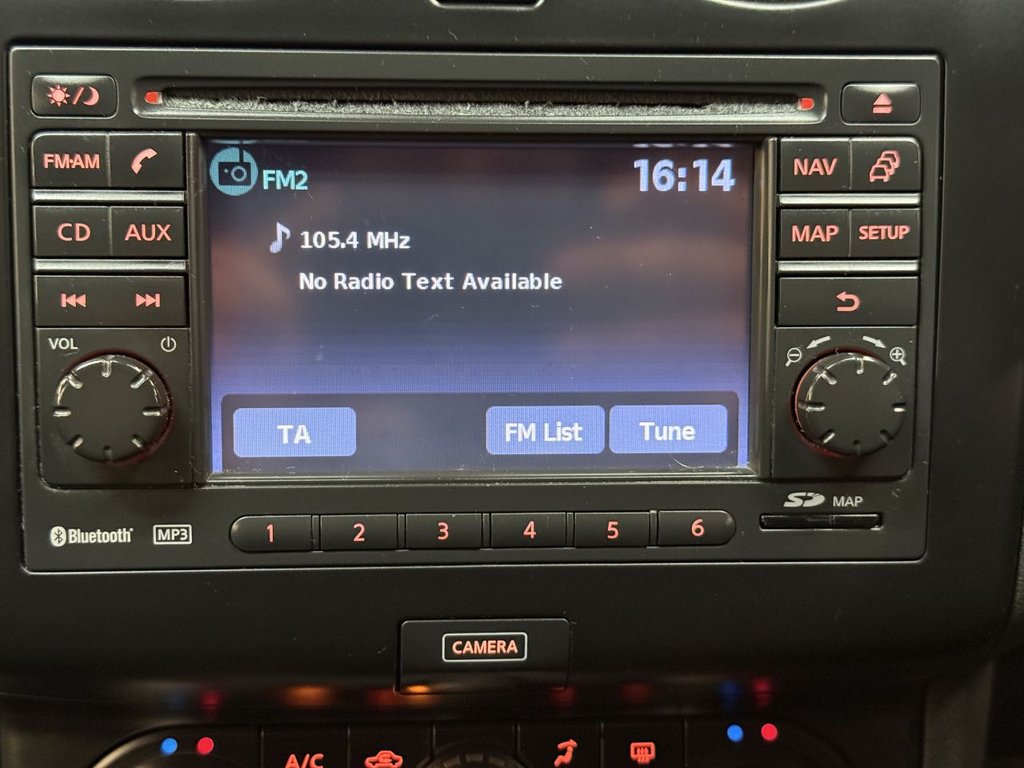 FM·AM
FM2
16:14
NAV
CD AUX
105.4 MHz
MAP SETUP
No Radio Text Available
VOL
TA FM List Tune
SD MAP
Bluetooth® MP3
1 2 3 4 5 6
CAMERA
A/C